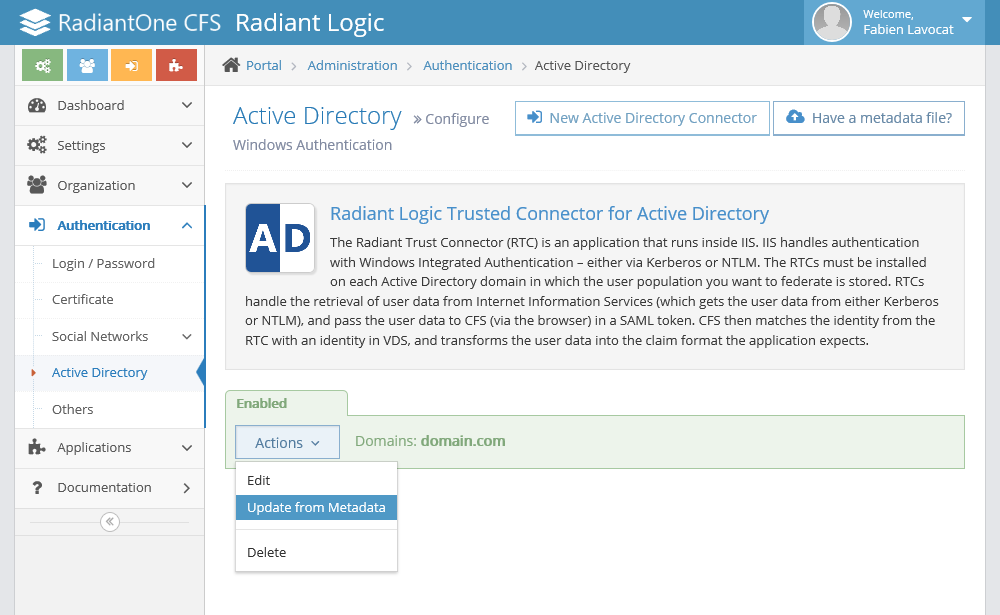 RadiantOne CFS Radiant Logic
Welcome,
Fabien Lavocat
Portal > Administration > Authentication > Active Directory
Dashboard
Settings
Organization
Authentication
Login / Password
Certificate
Social Networks
Active Directory
Others
Applications
? Documentation
Active Directory » Configure
Windows Authentication
New Active Directory Connector
Have a metadata file?
AD
Radiant Logic Trusted Connector for Active Directory
The Radiant Trust Connector (RTC) is an application that runs inside IIS. IIS handles authentication
with Windows Integrated Authentication – either via Kerberos or NTLM. The RTCs must be installed
on each Active Directory domain in which the user population you want to federate is stored. RTCs
handle the retrieval of user data from Internet Information Services (which gets the user data from either Kerberos
or NTLM), and pass the user data to CFS (via the browser) in a SAML token. CFS then matches the identity from the
RTC with an identity in VDS, and transforms the user data into the claim format the application expects.
Enabled
Actions
Domains: domain.com
Edit
Update from Metadata
Delete